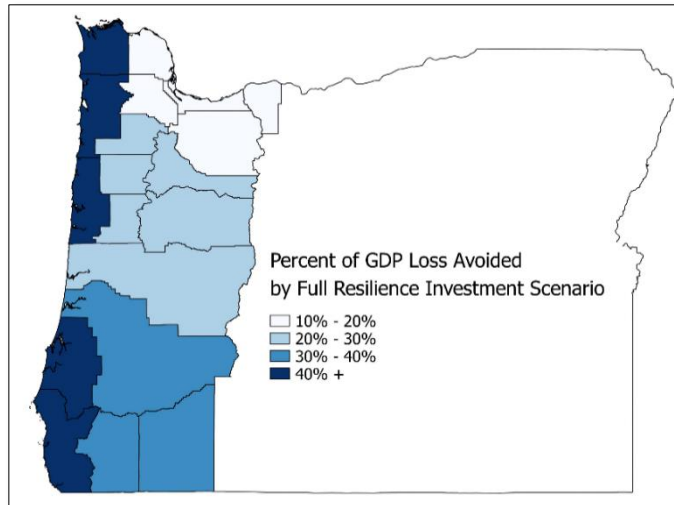 Percent of GDP Loss Avoided
by Full Resilience Investment Scenario
10% - 20%
20% - 30%
30% - 40%
40% +